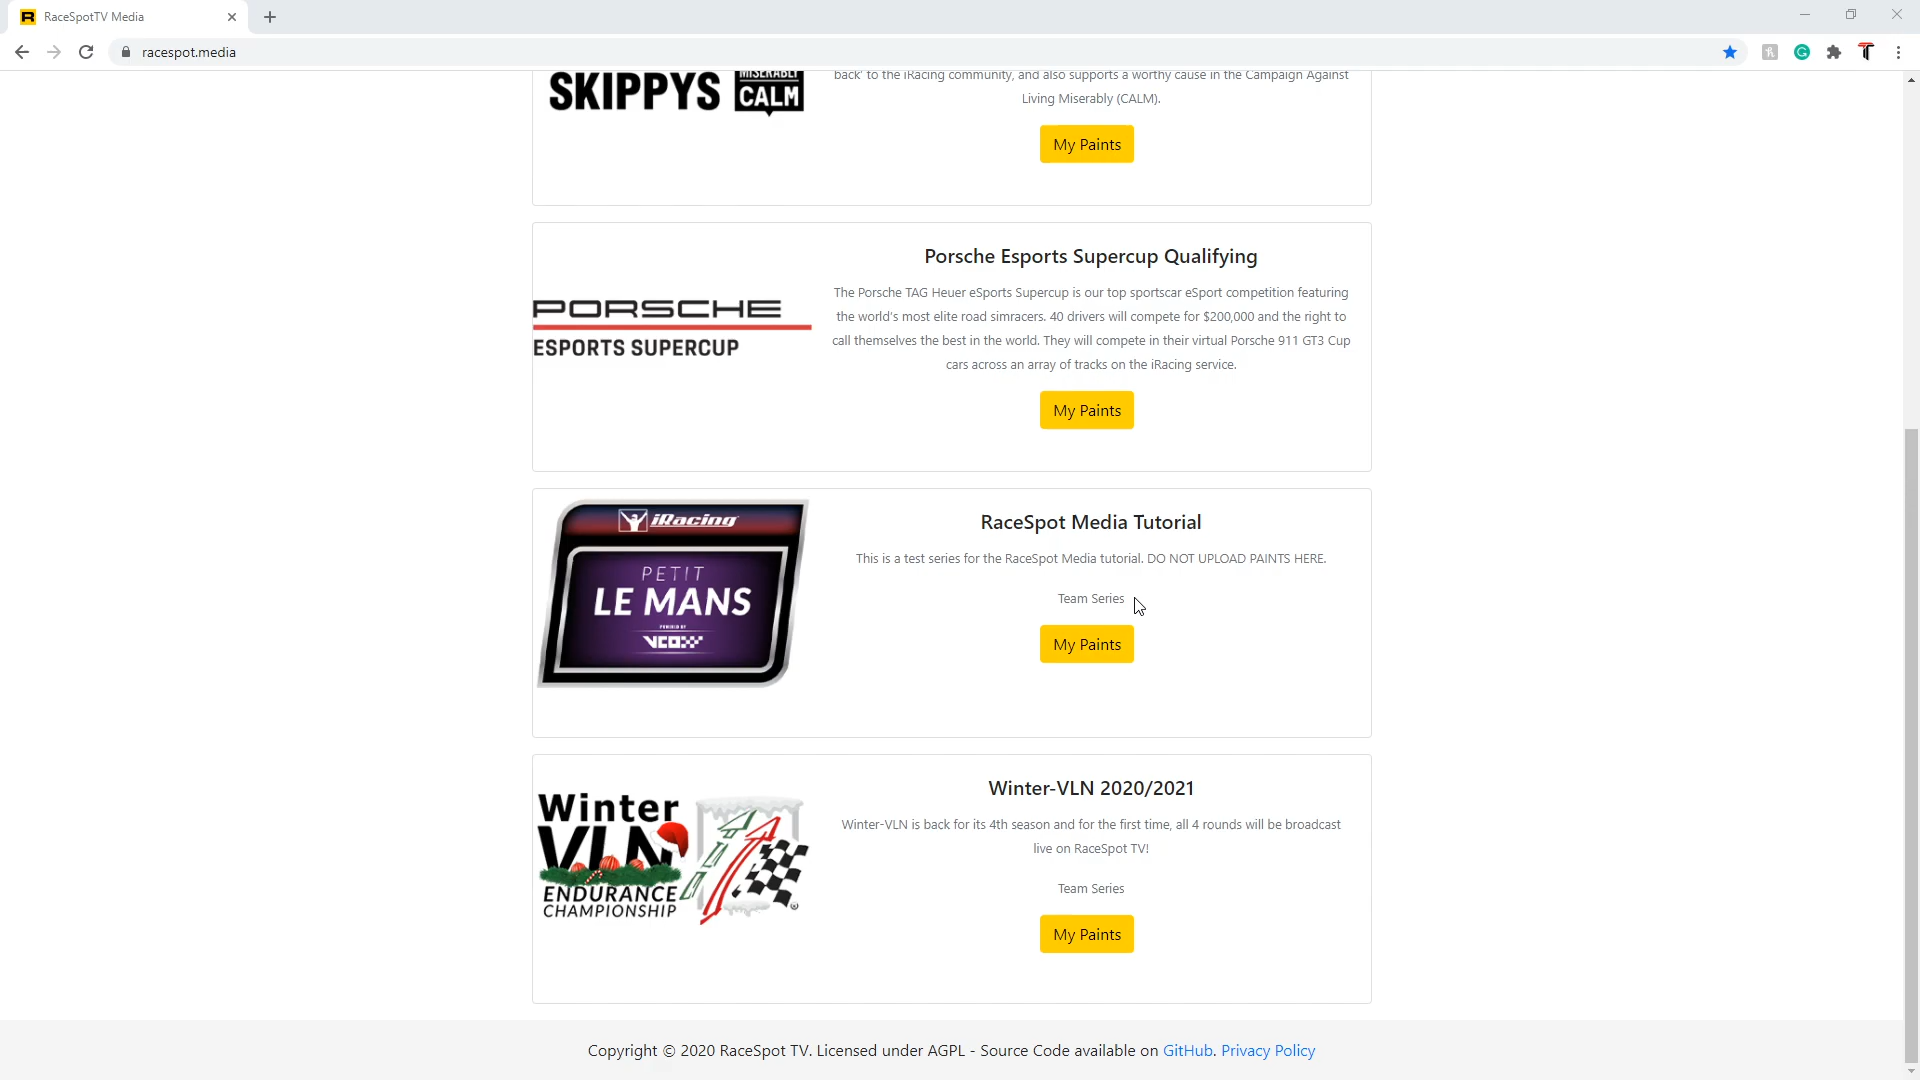 RaceSpotTV Media
racespot.media
SKIPPYS
MISERABLY
CALM
back' to the iRacing community, and also supports a worthy cause in the Campaign Against
Living Miserably (CALM).
My Paints
PORSCHE
ESPORTS SUPERCUP
Porsche Esports Supercup Qualifying
The Porsche TAG Heuer eSports Supercup is our top sportscar eSport competition featuring
the world's most elite road simracers. 40 drivers will compete for $200,000 and the right to
call themselves the best in the world. They will compete in their virtual Porsche 911 GT3 Cup
cars across an array of tracks on the iRacing service.
My Paints
iRacing
PETIT
LE MANS
POWERED BY
VCO
RaceSpot Media Tutorial
This is a test series for the RaceSpot Media tutorial. DO NOT UPLOAD PAINTS HERE.
Team Series
My Paints
Winter
VLN
ENDURANCE
CHAMPIONSHIP
Winter-VLN 2020/2021
Winter-VLN is back for its 4th season and for the first time, all 4 rounds will be broadcast
live on RaceSpot TV!
Team Series
My Paints
Copyright © 2020 RaceSpot TV. Licensed under AGPL - Source Code available on GitHub. Privacy Policy